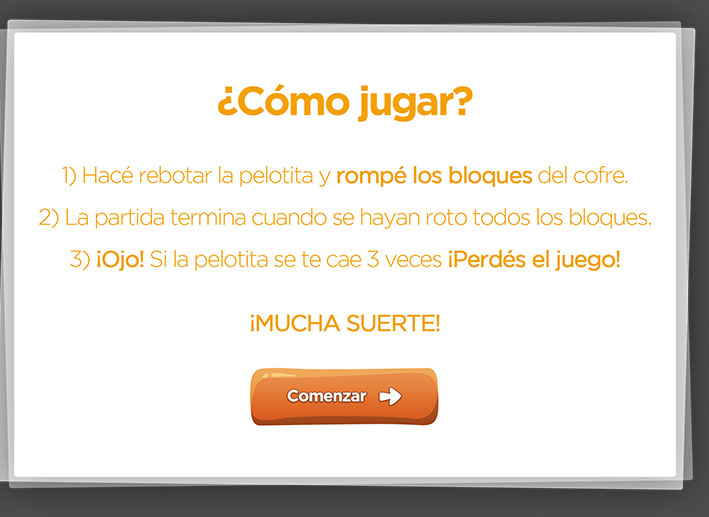 ¿Cómo jugar?
1) Hacé rebotar la pelotita y rompé los bloques del cofre.
2) La partida termina cuando se hayan roto todos los bloques.
3) ¡Ojo! Si la pelotita se te cae 3 veces ¡Perdés el juego!
¡MUCHA SUERTE!
Comenzar